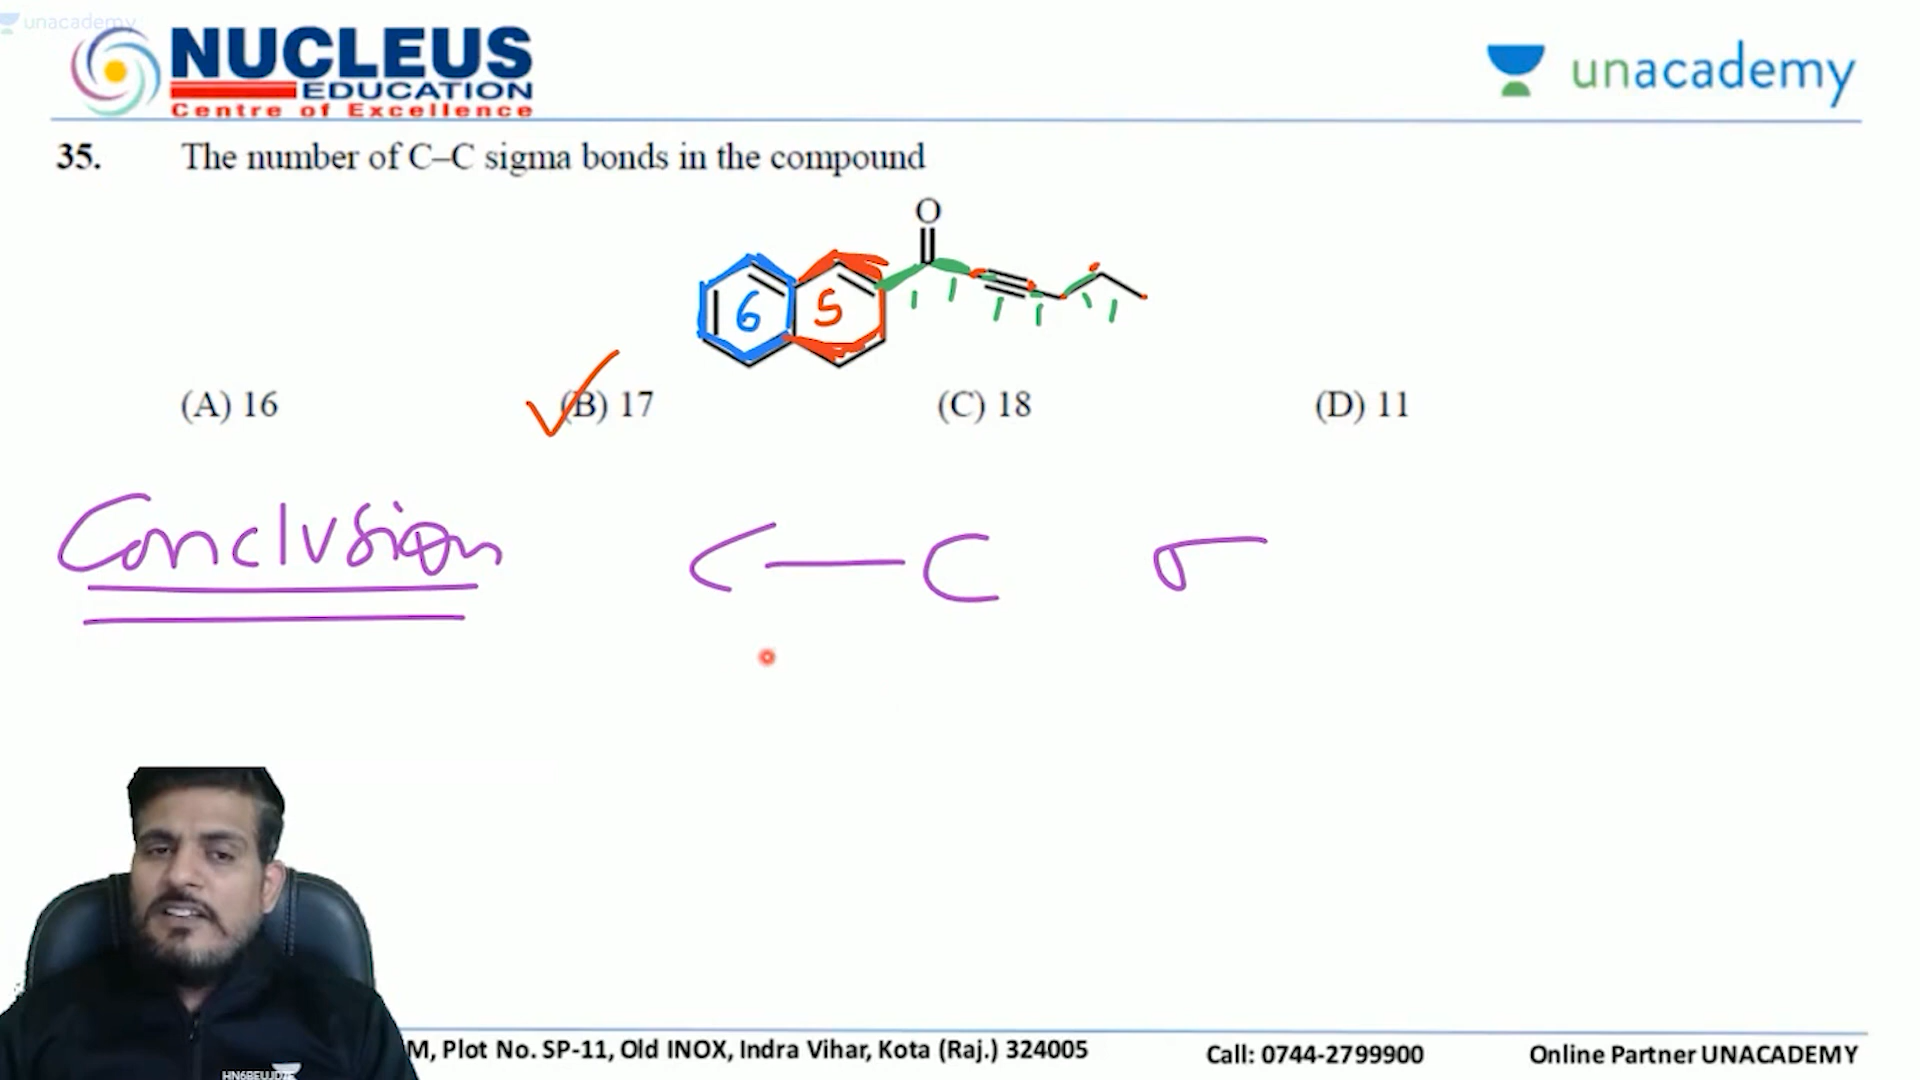 unacademy
NUCLEUS
EDUCATION
Centre of Excellence
unacademy
35. The number of C–C sigma bonds in the compound
O
6 5
(A) 16 (B) 17 (C) 18 (D) 11
Conclusion C—C σ
M, Plot No. SP-11, Old INOX, Indra Vihar, Kota (Raj.) 324005 Call: 0744-2799900 Online Partner UNACADEMY